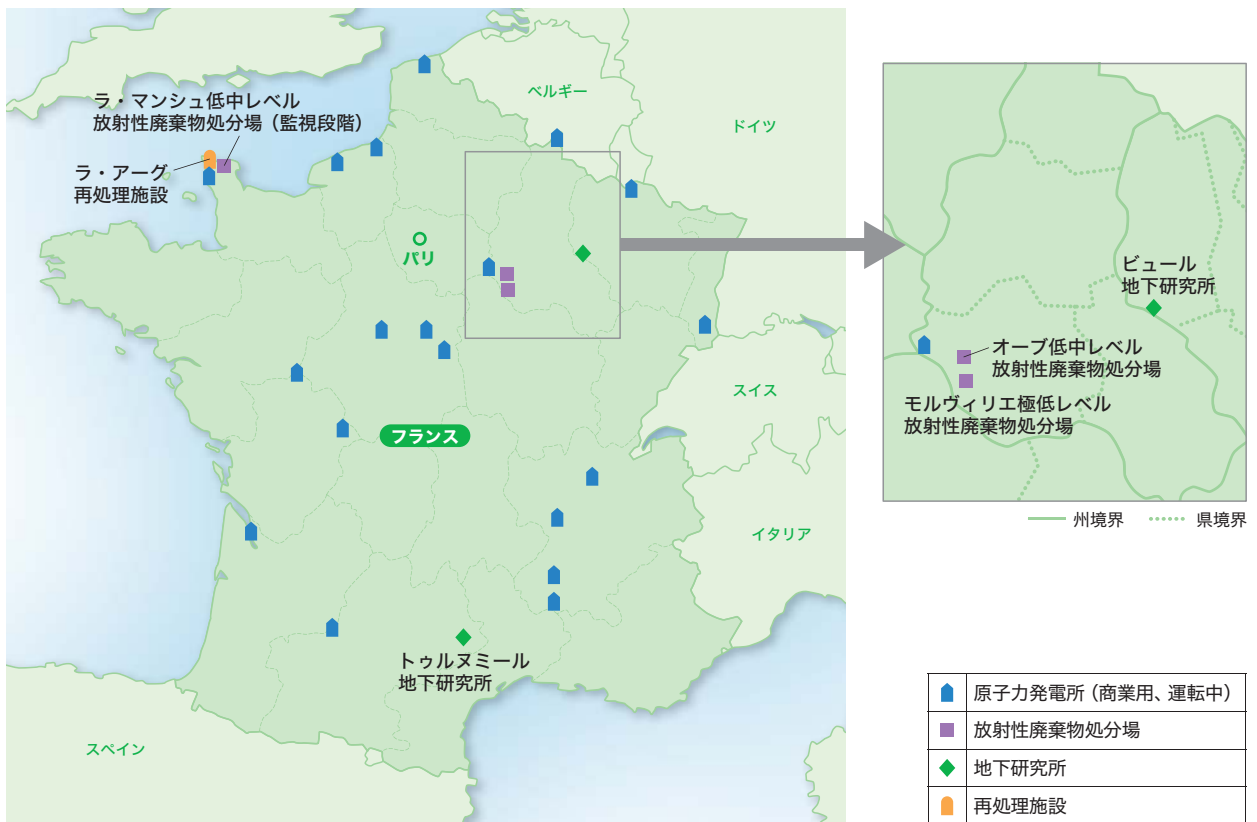 ラ・マンシュ低中レベル
放射性廃棄物処分場（監視段階）
ラ・アーグ
再処理施設
ベルギー
ドイツ
パリ
フランス
スイス
イタリア
トゥルヌミール
地下研究所
スペイン
ビュール
地下研究所
オーブ低中レベル
放射性廃棄物処分場
モルヴィリエ極低レベル
放射性廃棄物処分場
州境界
県境界
原子力発電所（商業用、運転中）
放射性廃棄物処分場
地下研究所
再処理施設